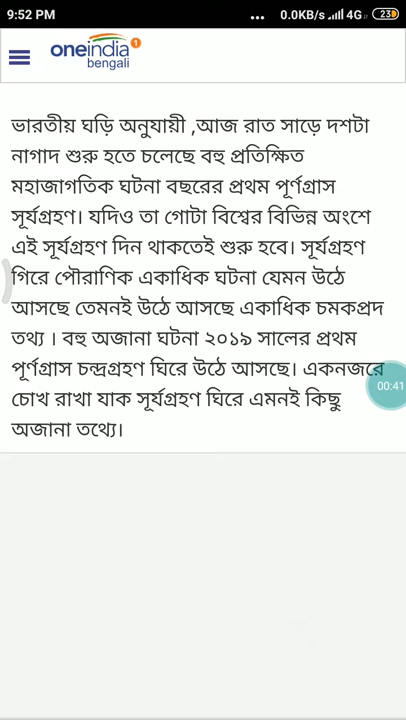 9:52 PM ... 0.0KB/s 4G 23
oneindia 1
bengali
ভারতীয় ঘড়ি অনুযায়ী ,আজ রাত সাড়ে দশটা
নাগাদ শুরু হতে চলেছে বহু প্রতিক্ষিত
মহাজাগতিক ঘটনা বছরের প্রথম পূর্ণগ্রাস
সূর্যগ্রহণ। যদিও তা গোটা বিশ্বের বিভিন্ন অংশে
এই সূর্যগ্রহণ দিন থাকতেই শুরু হবে। সূর্যগ্রহণ
গিরে পৌরাণিক একাধিক ঘটনা যেমন উঠে
আসছে তেমনই উঠে আসছে একাধিক চমকপ্রদ
তথ্য । বহু অজানা ঘটনা ২০১৯ সালের প্রথম
পূর্ণগ্রাস চন্দ্রগ্রহণ ঘিরে উঠে আসছে। একনজরে
চোখ রাখা যাক সূর্যগ্রহণ ঘিরে এমনই কিছু
00:41
অজানা তথ্যে।